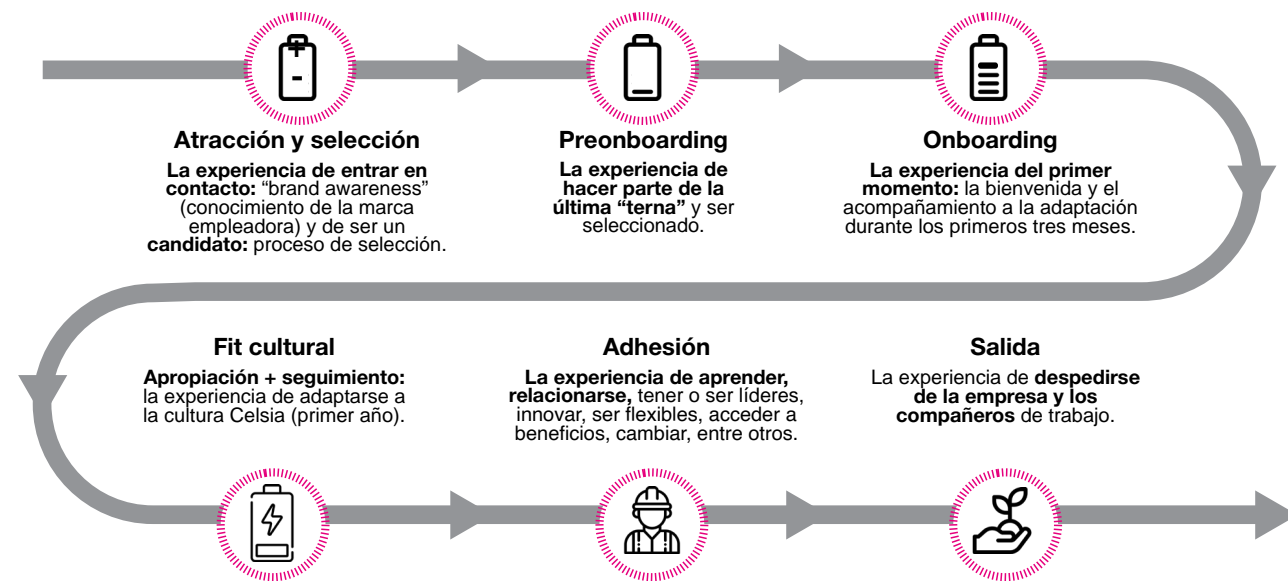 Atracción y selección
La experiencia de entrar en
contacto: “brand awareness”
(conocimiento de la marca
empleadora) y de ser un
candidato: proceso de selección.
Preonboarding
La experiencia de
hacer parte de la
última “terna” y ser
seleccionado.
Onboarding
La experiencia del primer
momento: la bienvenida y el
acompañamiento a la adaptación
durante los primeros tres meses.
Fit cultural
Apropiación + seguimiento:
la experiencia de adaptarse a
la cultura Celsia (primer año).
Adhesión
La experiencia de aprender,
relacionarse, tener o ser líderes,
innovar, ser flexibles, acceder a
beneficios, cambiar, entre otros.
Salida
La experiencia de despedirse
de la empresa y los
compañeros de trabajo.